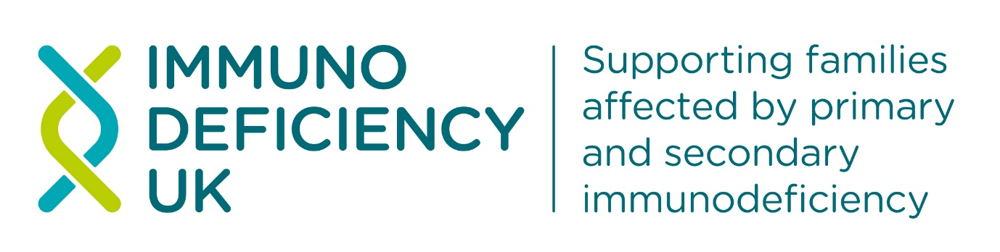 IMMUNO
DEFICIENCY
UK
Supporting families
affected by primary
and secondary
immunodeficiency